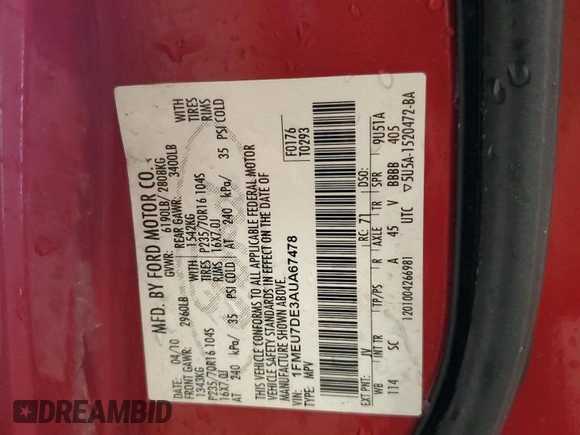 MFD. BY FORD MOTOR CO.
DATE: 04/10 GVWR: 6190LB/ 2808KG
FRONT GAWR: 2960LB REAR GAWR: 3400LB
1343KG WITH 1542KG WITH
P235/70R16 104S TIRES P235/70R16 104S TIRES
16X7.0J RIMS 16X7.0J RIMS
AT 240 kPa/ 35 PSI COLD AT 240 kPa/ 35 PSI COLD
THIS VEHICLE CONFORMS TO ALL APPLICABLE FEDERAL MOTOR
VEHICLE SAFETY STANDARDS IN EFFECT ON THE DATE OF
MANUFACTURE SHOWN ABOVE.
VIN: 1FMEU7DE3AUA67478 F0176
TYPE: MPV T0293
EXT PNT: JV RC: 71 DSO:
WB INT TR TP/PS R AXLE TR SPR 9U5TA
114 SC A 45 V BBBB 405
1201004266981 UTC ▽5U5A-1520472-BA
DREAMBID